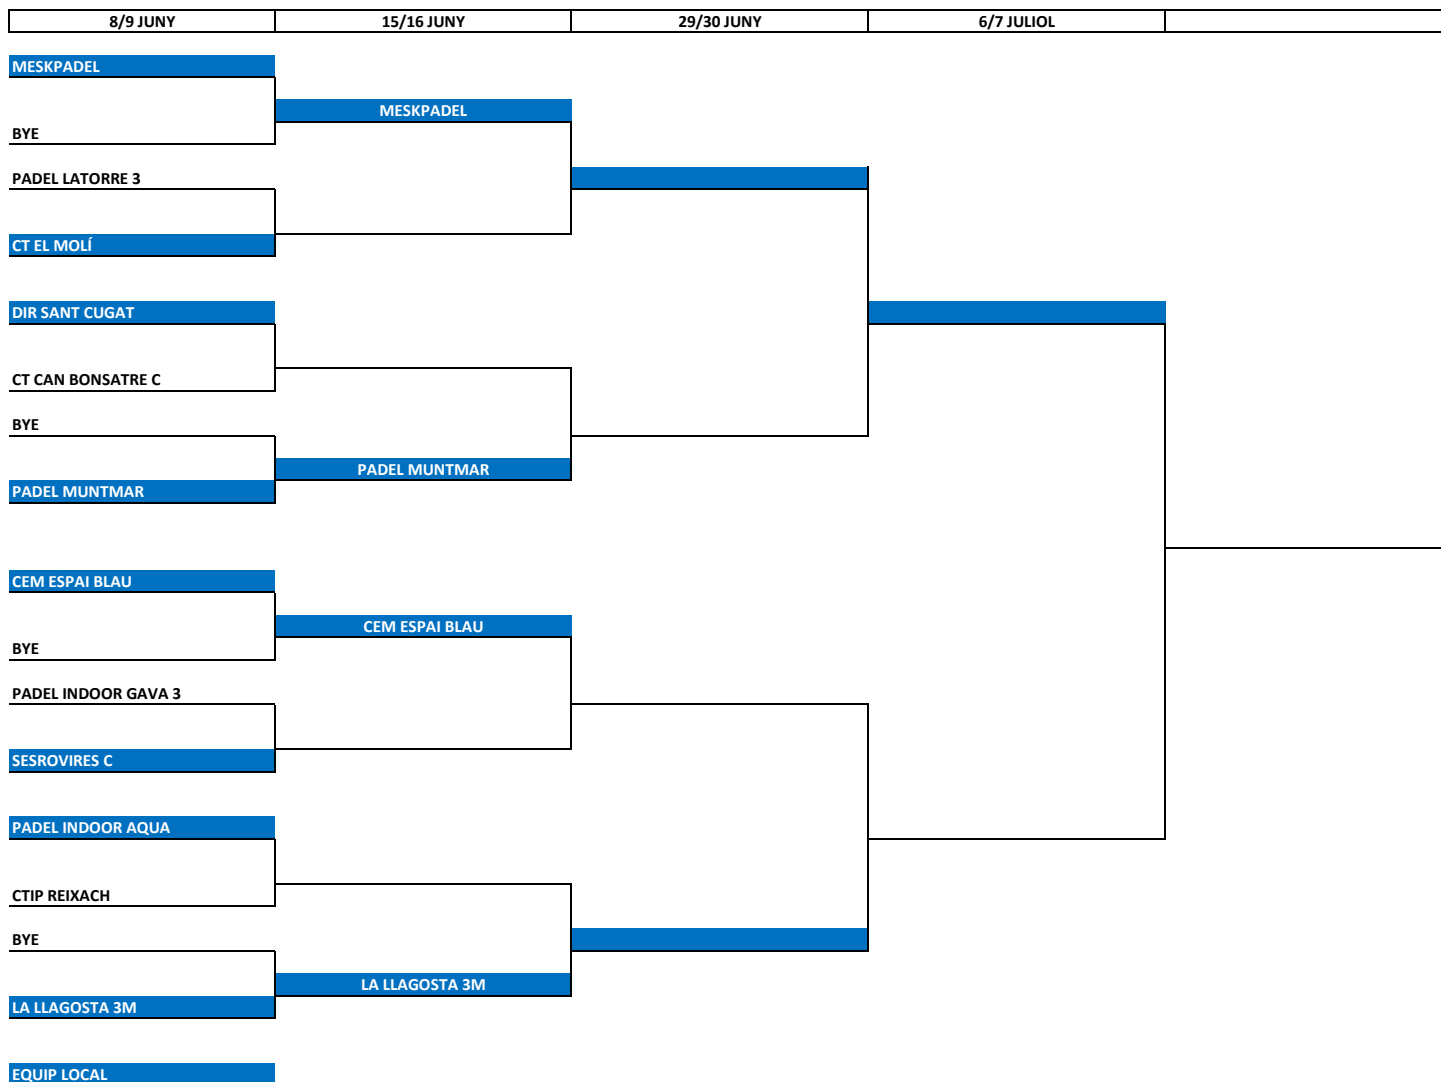 8/9 JUNY 15/16 JUNY 29/30 JUNY 6/7 JULIOL
MESKPADEL
MESKPADEL
BYE
PADEL LATORRE 3
CT EL MOLÍ
DIR SANT CUGAT
CT CAN BONSATRE C
BYE
PADEL MUNTMAR
PADEL MUNTMAR
CEM ESPAI BLAU
CEM ESPAI BLAU
BYE
PADEL INDOOR GAVA 3
SESROVIRES C
PADEL INDOOR AQUA
CTIP REIXACH
BYE
LA LLAGOSTA 3M
LA LLAGOSTA 3M
EQUIP LOCAL